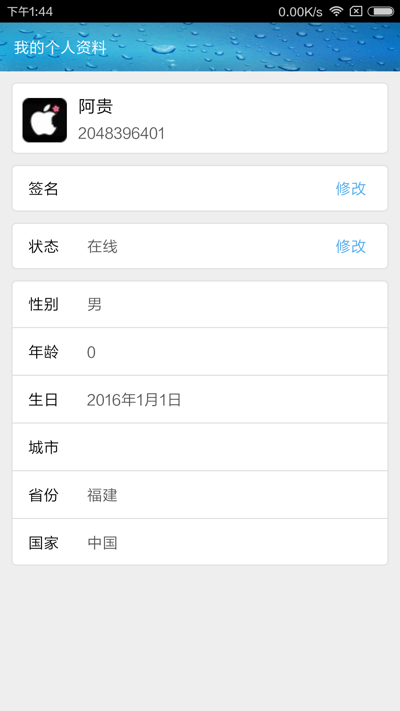 下午1:44 0.00K/s
我的个人资料
阿贵
2048396401
签名 修改
状态 在线 修改
性别 男
年龄 0
生日 2016年1月1日
城市
省份 福建
国家 中国